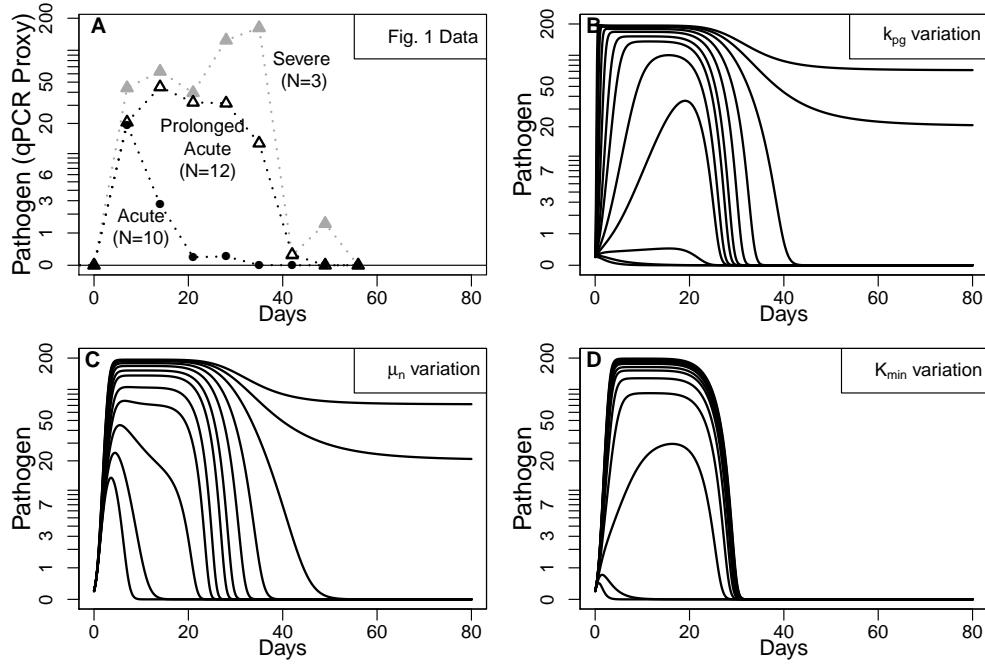 A
Fig. 1 Data
Severe
(N=3)
Prolonged
Acute
(N=12)
Acute
(N=10)
Pathogen (qPCR Proxy)
200
50
20
6
3
1
0
0 20 40 60 80
Days
B
k_pg variation
Pathogen
200
50
20
7
3
1
0
0 20 40 60 80
Days
C
μ_n variation
Pathogen
200
50
20
7
3
1
0
0 20 40 60 80
Days
D
K_min variation
Pathogen
200
50
20
7
3
1
0
0 20 40 60 80
Days